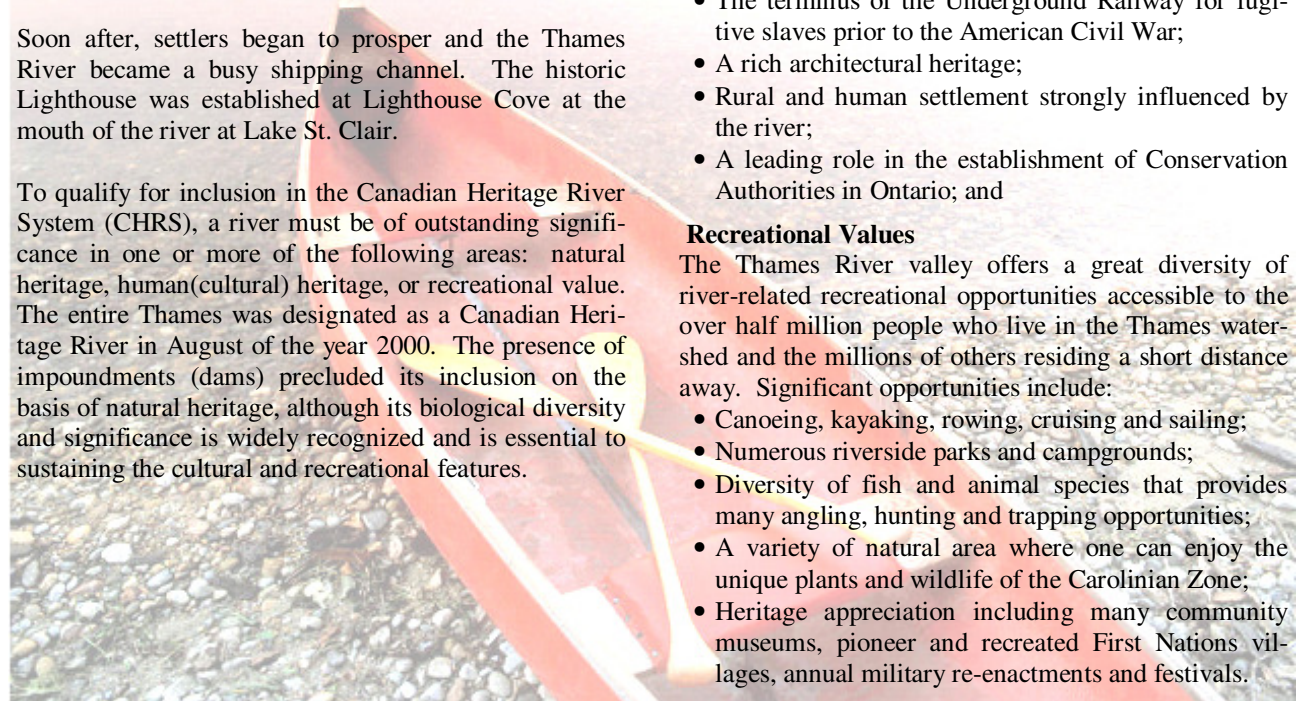 Soon after, settlers began to prosper and the Thames
River became a busy shipping channel. The historic
Lighthouse was established at Lighthouse Cove at the
mouth of the river at Lake St. Clair.
To qualify for inclusion in the Canadian Heritage River
System (CHRS), a river must be of outstanding signifi-
cance in one or more of the following areas: natural
heritage, human(cultural) heritage, or recreational value.
The entire Thames was designated as a Canadian Heri-
tage River in August of the year 2000. The presence of
impoundments (dams) precluded its inclusion on the
basis of natural heritage, although its biological diversity
and significance is widely recognized and is essential to
sustaining the cultural and recreational features.
• The terminus of the Underground Railway for fugi-
tive slaves prior to the American Civil War;
• A rich architectural heritage;
• Rural and human settlement strongly influenced by
the river;
• A leading role in the establishment of Conservation
Authorities in Ontario; and
Recreational Values
The Thames River valley offers a great diversity of
river-related recreational opportunities accessible to the
over half million people who live in the Thames water-
shed and the millions of others residing a short distance
away. Significant opportunities include:
• Canoeing, kayaking, rowing, cruising and sailing;
• Numerous riverside parks and campgrounds;
• Diversity of fish and animal species that provides
many angling, hunting and trapping opportunities;
• A variety of natural area where one can enjoy the
unique plants and wildlife of the Carolinian Zone;
• Heritage appreciation including many community
museums, pioneer and recreated First Nations vil-
lages, annual military re-enactments and festivals.